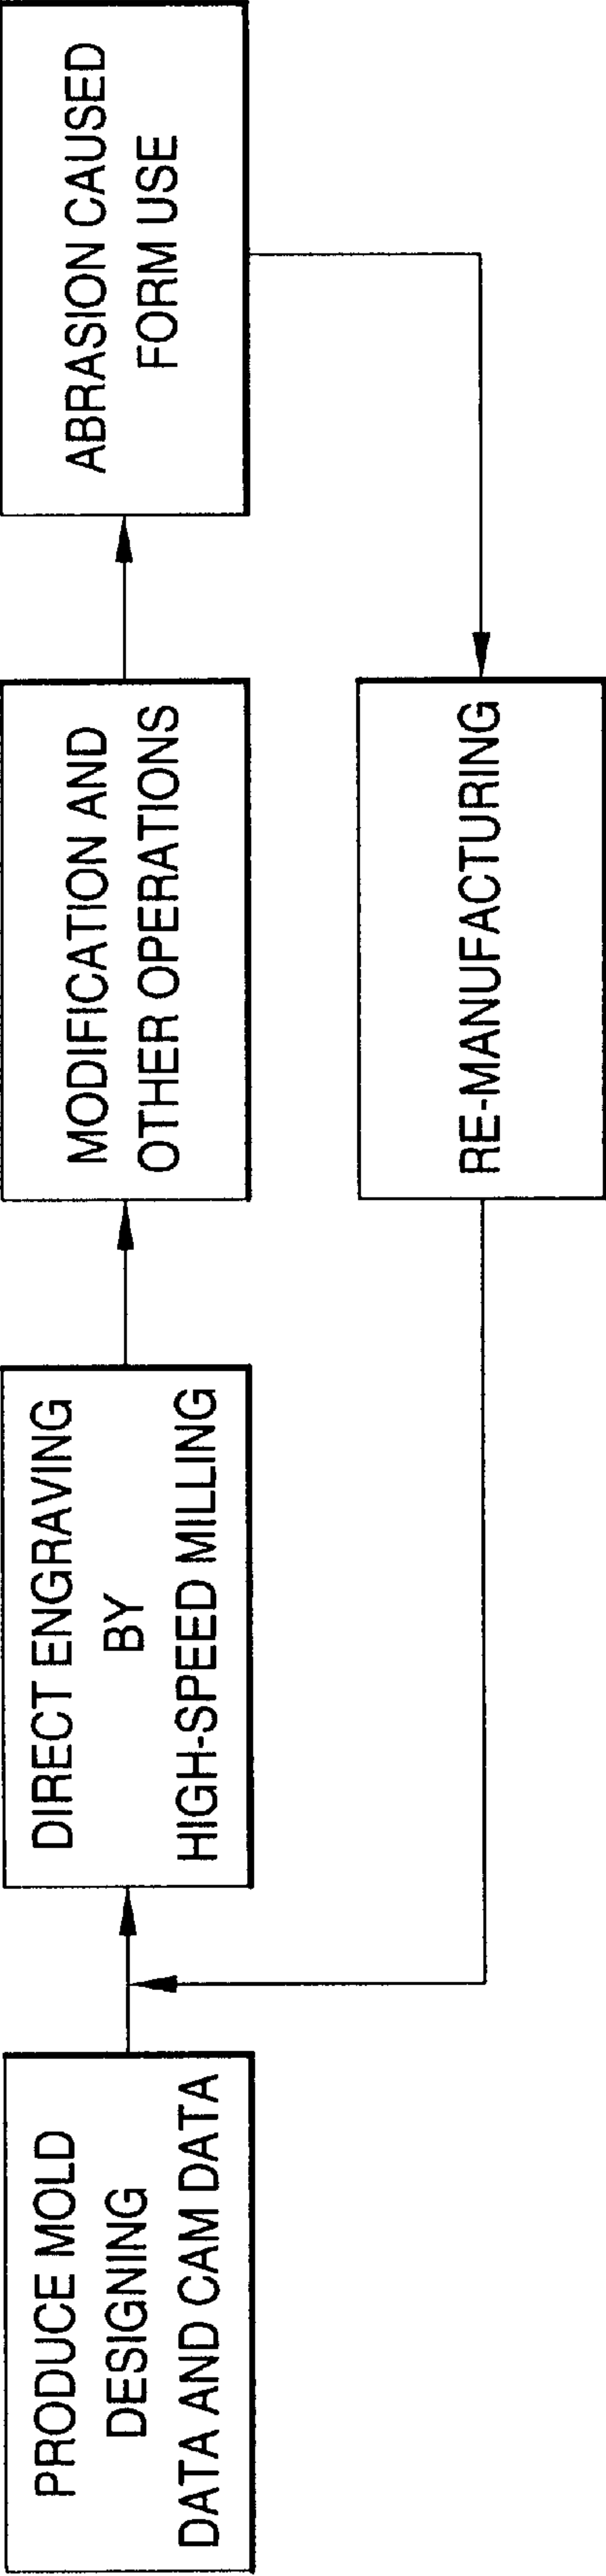 PRODUCE MOLD
DESIGNING
DATA AND CAM DATA
DIRECT ENGRAVING
BY
HIGH-SPEED MILLING
MODIFICATION AND
OTHER OPERATIONS
ABRASION CAUSED
FORM USE
RE-MANUFACTURING